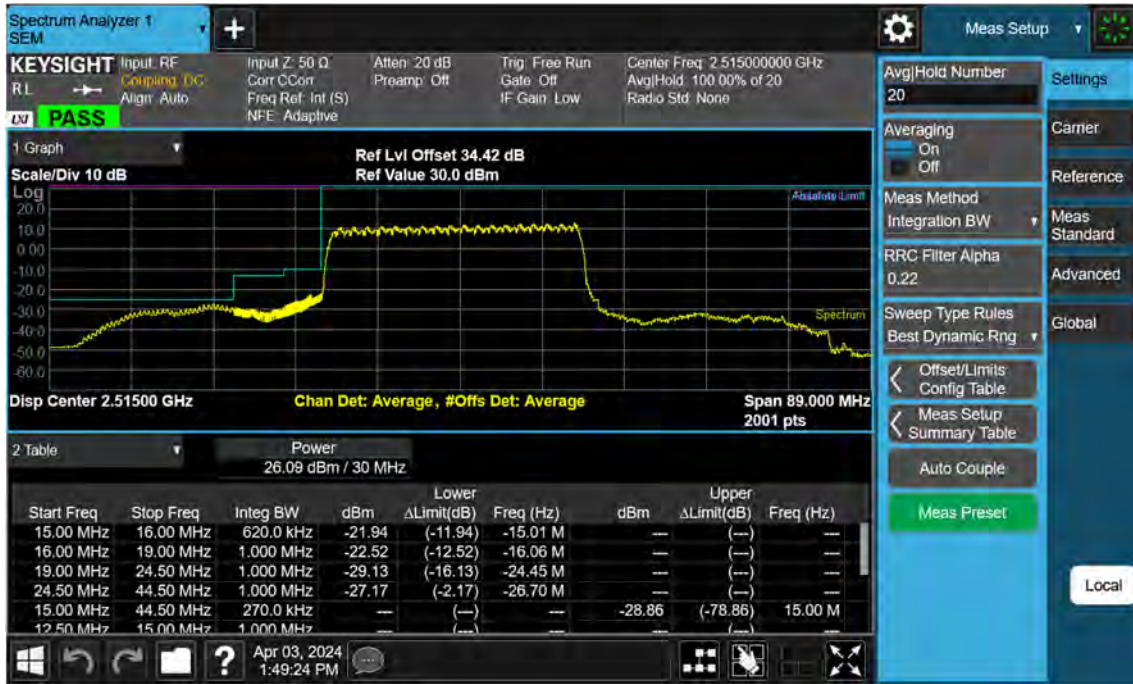 Spectrum Analyzer 1
SEM
+
Meas Setup
KEYSIGHT Input: RF Input Z: 50 Ω Atten: 20 dB Trig: Free Run Center Freq: 2.515000000 GHz
RL Coupling: DC Corr CCorr Preamp: Off Gate: Off Avg|Hold: 100.00% of 20
Align: Auto Freq Ref: Int (S) IF Gain: Low Radio Std: None
LXI PASS NFE: Adaptive
1 Graph
Ref Lvl Offset 34.42 dB
Scale/Div 10 dB Ref Value 30.0 dBm
Log
Absolute Limit
20.0
10.0
0.00
-10.0
-20.0
-30.0
Spectrum
-40.0
-50.0
-60.0
Disp Center 2.51500 GHz Chan Det: Average, #Offs Det: Average Span 89.000 MHz
2001 pts
2 Table Power
26.09 dBm / 30 MHz
Lower Upper
Start Freq Stop Freq Integ BW dBm ΔLimit(dB) Freq (Hz) dBm ΔLimit(dB) Freq (Hz)
15.00 MHz 16.00 MHz 620.0 kHz -21.94 (-11.94) -15.01 M --- (---) ---
16.00 MHz 19.00 MHz 1.000 MHz -22.52 (-12.52) -16.06 M --- (---) ---
19.00 MHz 24.50 MHz 1.000 MHz -29.13 (-16.13) -24.45 M --- (---) ---
24.50 MHz 44.50 MHz 1.000 MHz -27.17 (-2.17) -26.70 M --- (---) ---
15.00 MHz 44.50 MHz 270.0 kHz --- (---) --- -28.86 (-78.86) 15.00 M
12.50 MHz 15.00 MHz 1.000 MHz --- (---) --- --- (---) ---
? Apr 03, 2024
1:49:24 PM
Avg|Hold Number
20
Averaging
On
Off
Meas Method
Integration BW
RRC Filter Alpha
0.22
Sweep Type Rules
Best Dynamic Rng
Offset/Limits
Config Table
Meas Setup
Summary Table
Auto Couple
Meas Preset
Settings
Carrier
Reference
Meas
Standard
Advanced
Global
Local